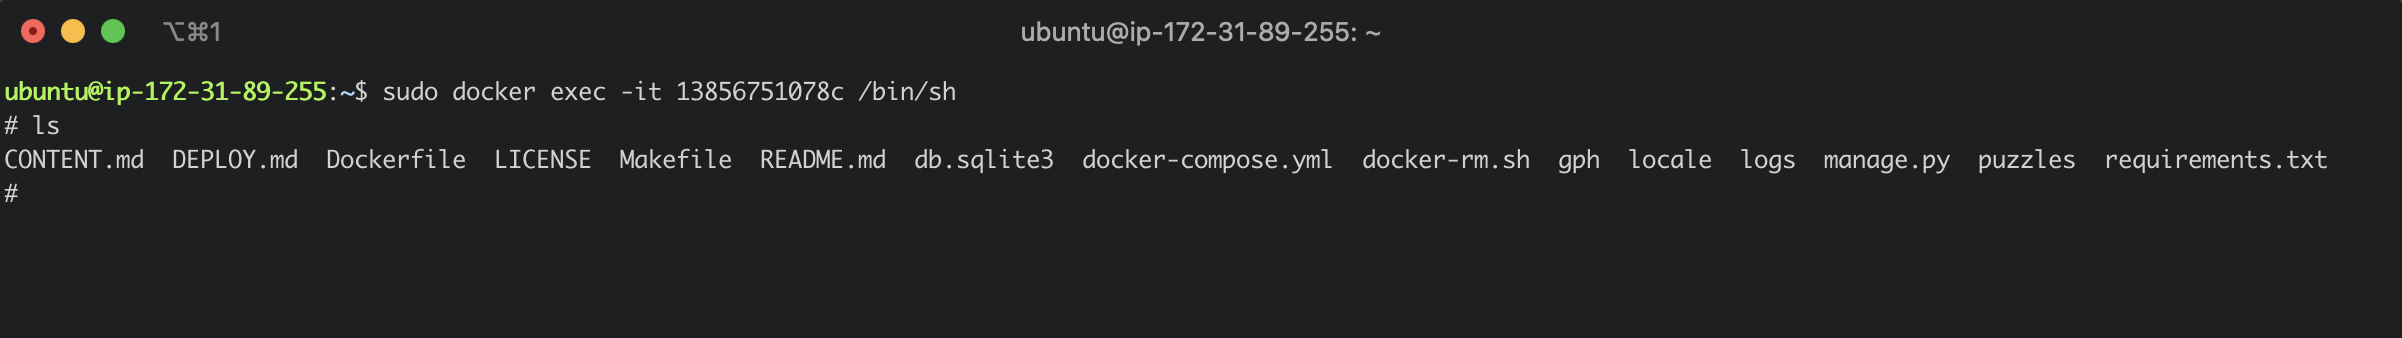 ⌥⌘1
ubuntu@ip-172-31-89-255: ~
ubuntu@ip-172-31-89-255:~$ sudo docker exec -it 13856751078c /bin/sh
# ls
CONTENT.md  DEPLOY.md  Dockerfile  LICENSE  Makefile  README.md  db.sqlite3  docker-compose.yml  docker-rm.sh  gph  locale  logs  manage.py  puzzles  requirements.txt
#